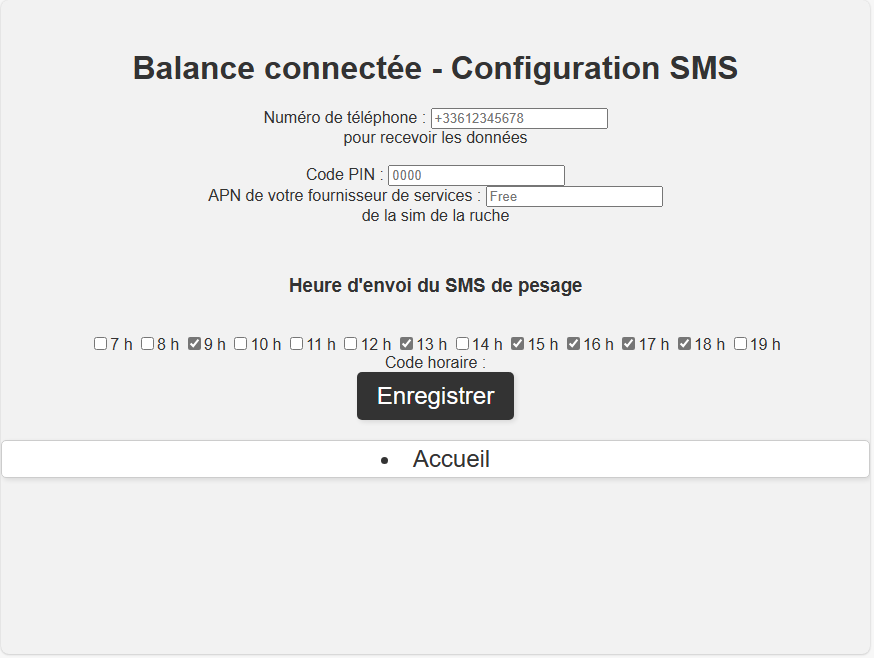 Balance connectée - Configuration SMS
Numéro de téléphone : +33612345678
pour recevoir les données
Code PIN : 0000
APN de votre fournisseur de services : Free
de la sim de la ruche
Heure d'envoi du SMS de pesage
7 h 8 h 9 h 10 h 11 h 12 h 13 h 14 h 15 h 16 h 17 h 18 h 19 h
Code horaire :
Enregistrer
Accueil